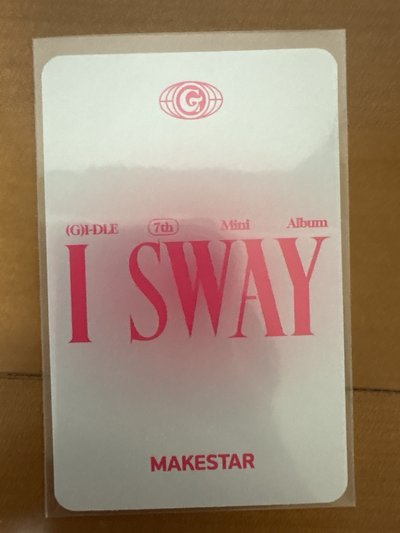 G
(G)I-DLE 7th Mini Album
I SWAY
MAKESTAR